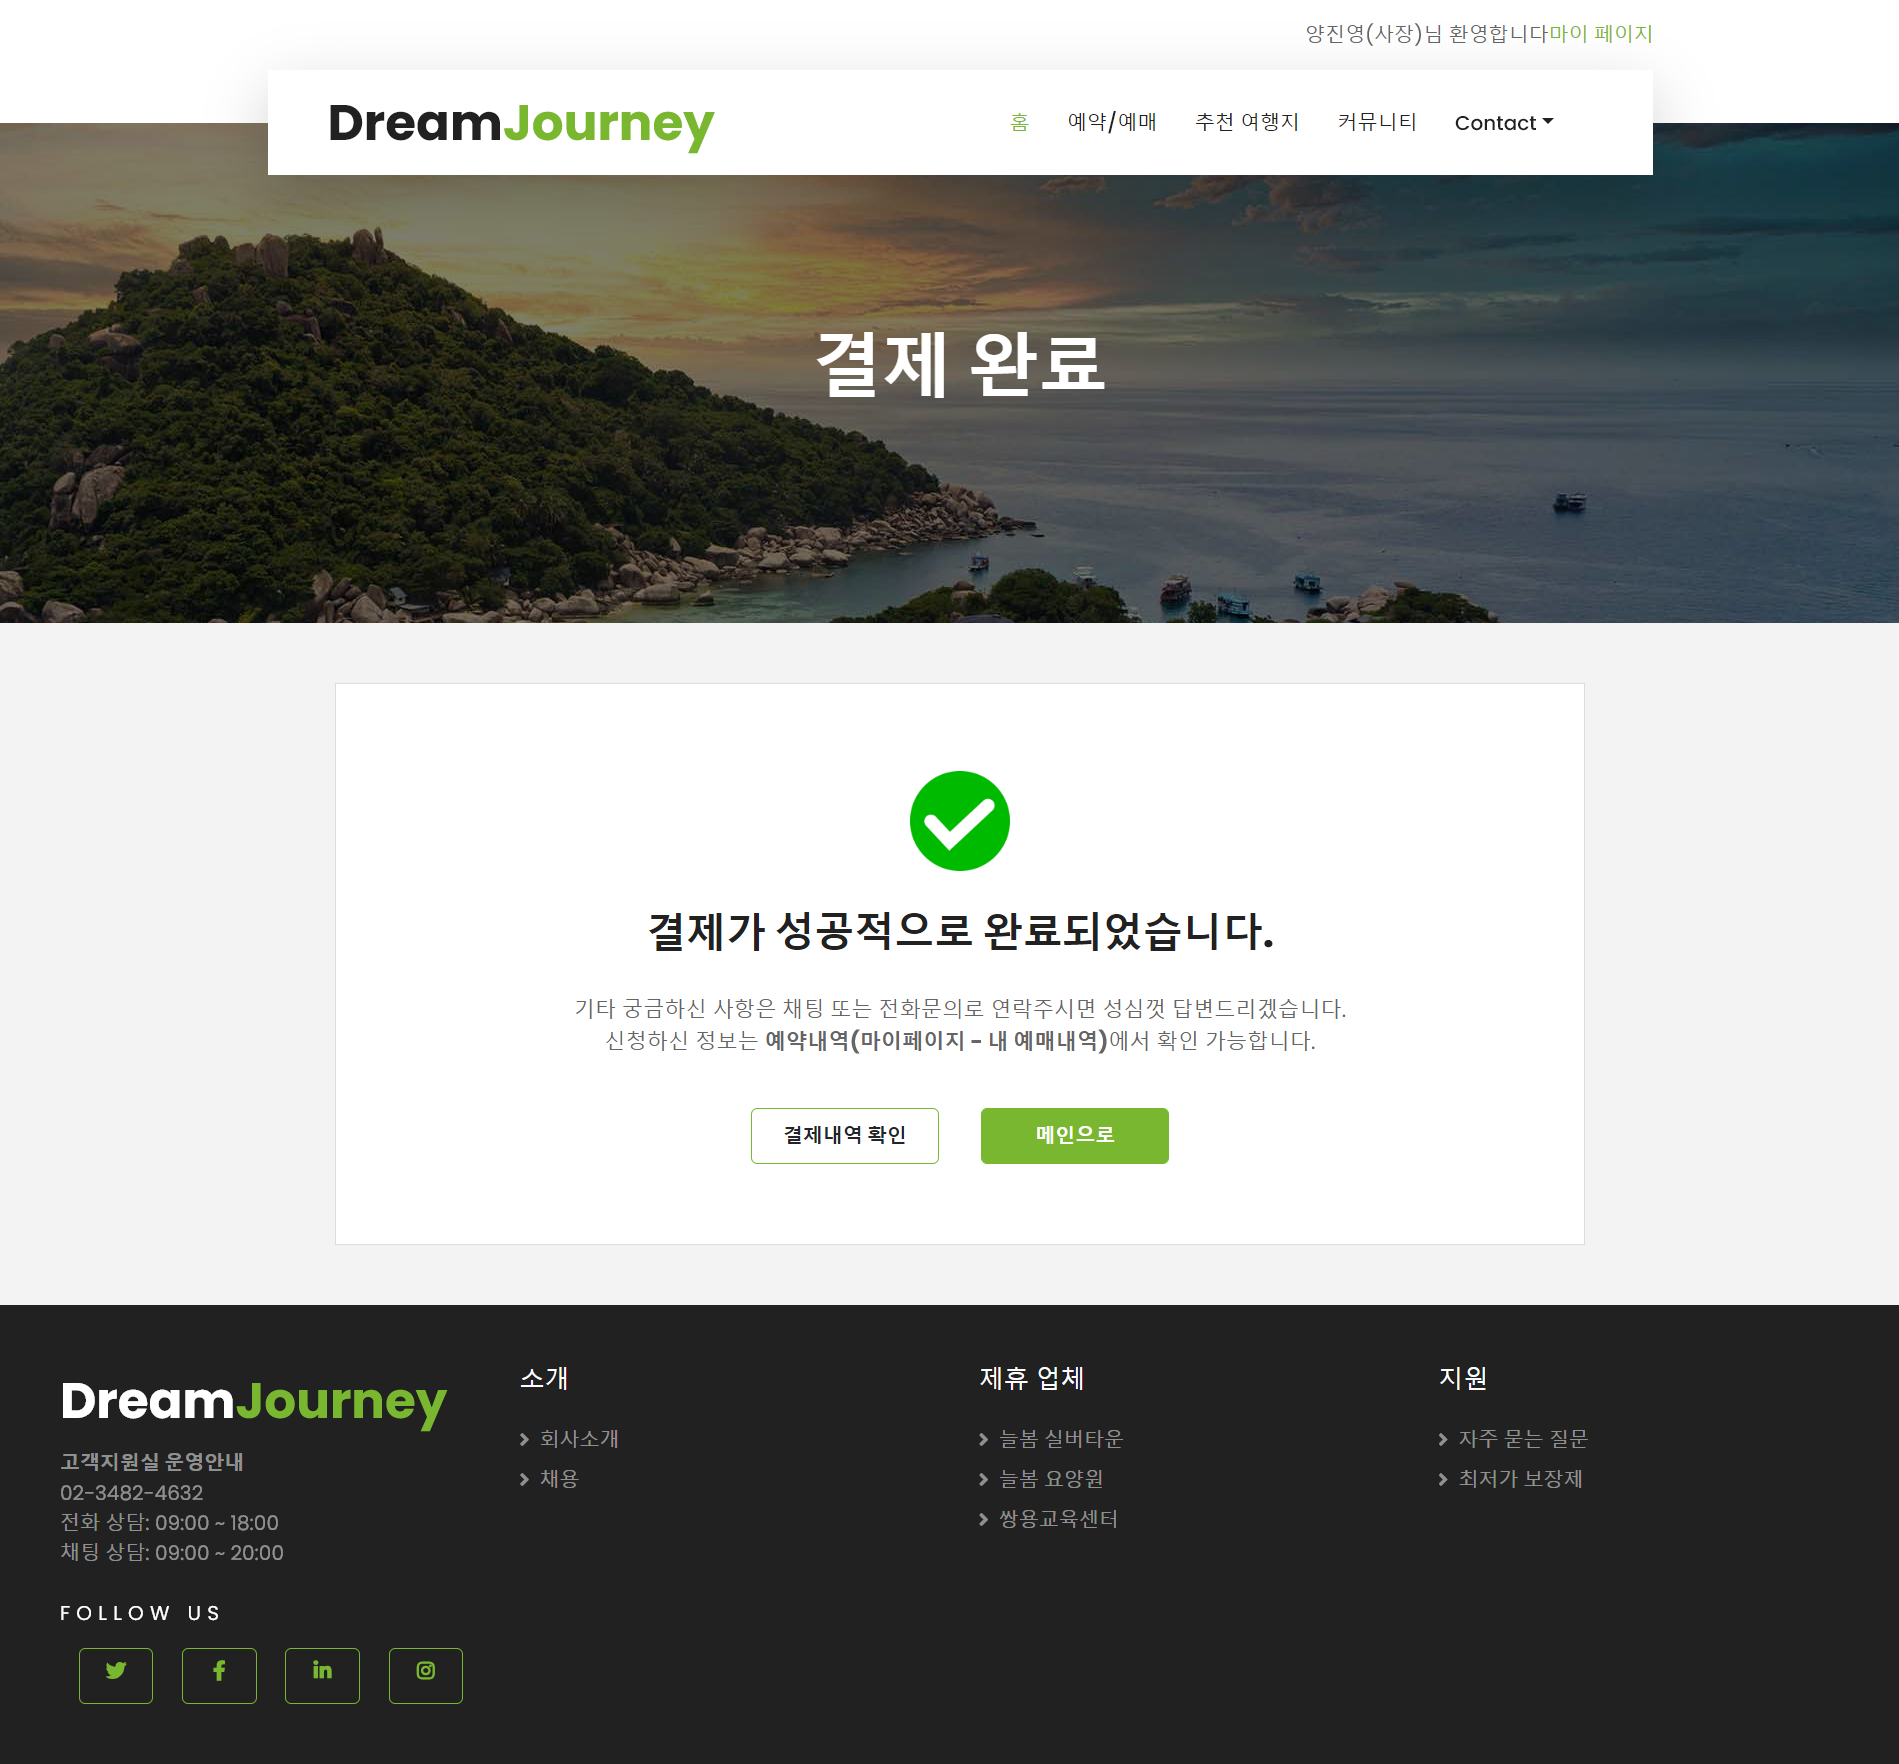 양진영(사장)님 환영합니다마이 페이지
DreamJourney
홈 예약/예매 추천 여행지 커뮤니티 Contact
결제 완료
결제가 성공적으로 완료되었습니다.
기타 궁금하신 사항은 채팅 또는 전화문의로 연락주시면 성심껏 답변드리겠습니다.
신청하신 정보는 예약내역(마이페이지 - 내 예매내역)에서 확인 가능합니다.
결제내역 확인 메인으로
DreamJourney
고객지원실 운영안내
02-3482-4632
전화 상담: 09:00 ~ 18:00
채팅 상담: 09:00 ~ 20:00
FOLLOW US
소개
회사소개
채용
제휴 업체
늘봄 실버타운
늘봄 요양원
쌍용교육센터
지원
자주 묻는 질문
최저가 보장제